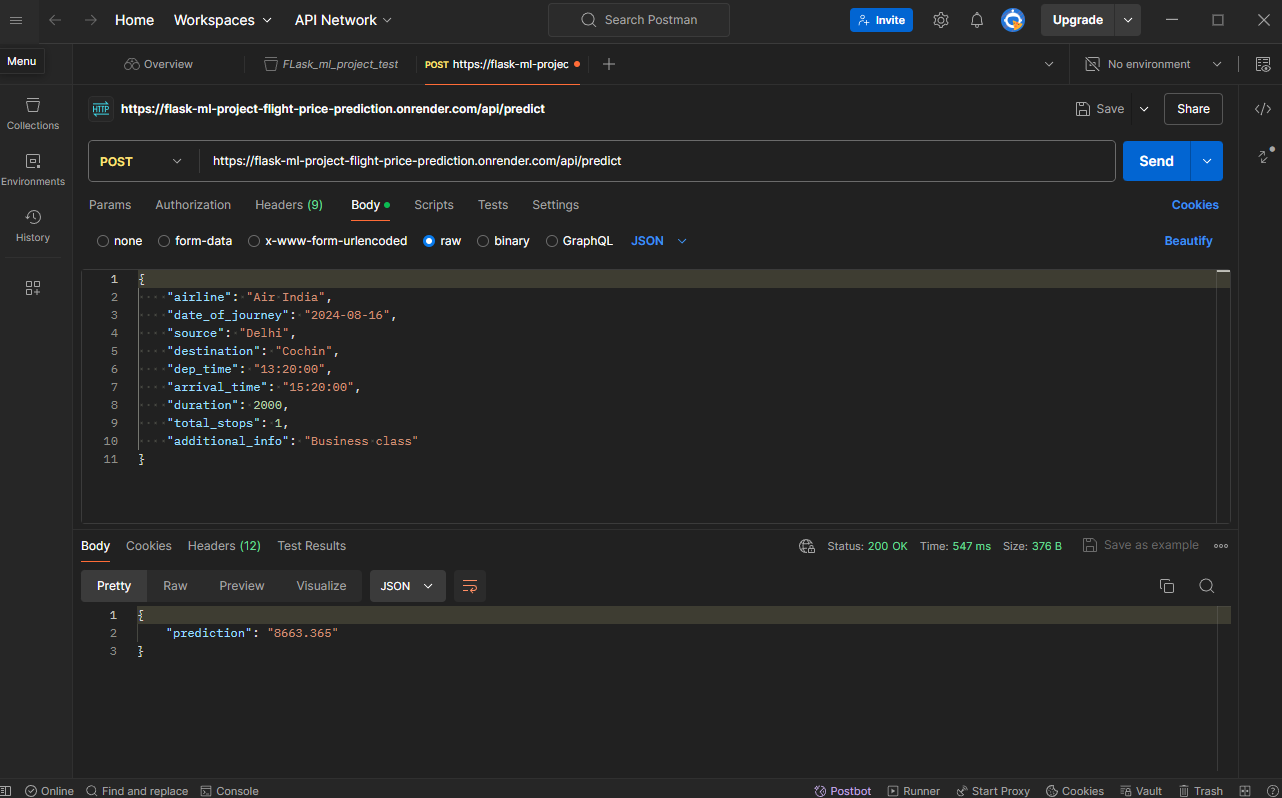 Home Workspaces API Network Search Postman Invite Upgrade
Menu
Overview FLask_ml_project_test POST https://flask-ml-projec No environment
HTTP https://flask-ml-project-flight-price-prediction.onrender.com/api/predict Save Share
Collections
Environments
History
POST https://flask-ml-project-flight-price-prediction.onrender.com/api/predict Send
Params Authorization Headers (9) Body Scripts Tests Settings Cookies
none form-data x-www-form-urlencoded raw binary GraphQL JSON Beautify
1 {
2 "airline": "Air India",
3 "date_of_journey": "2024-08-16",
4 "source": "Delhi",
5 "destination": "Cochin",
6 "dep_time": "13:20:00",
7 "arrival_time": "15:20:00",
8 "duration": 2000,
9 "total_stops": 1,
10 "additional_info": "Business class"
11 }
Body Cookies Headers (12) Test Results Status: 200 OK Time: 547 ms Size: 376 B Save as example
Pretty Raw Preview Visualize JSON
1 {
2 "prediction": "8663.365"
3 }
Online Find and replace Console Postbot Runner Start Proxy Cookies Vault Trash